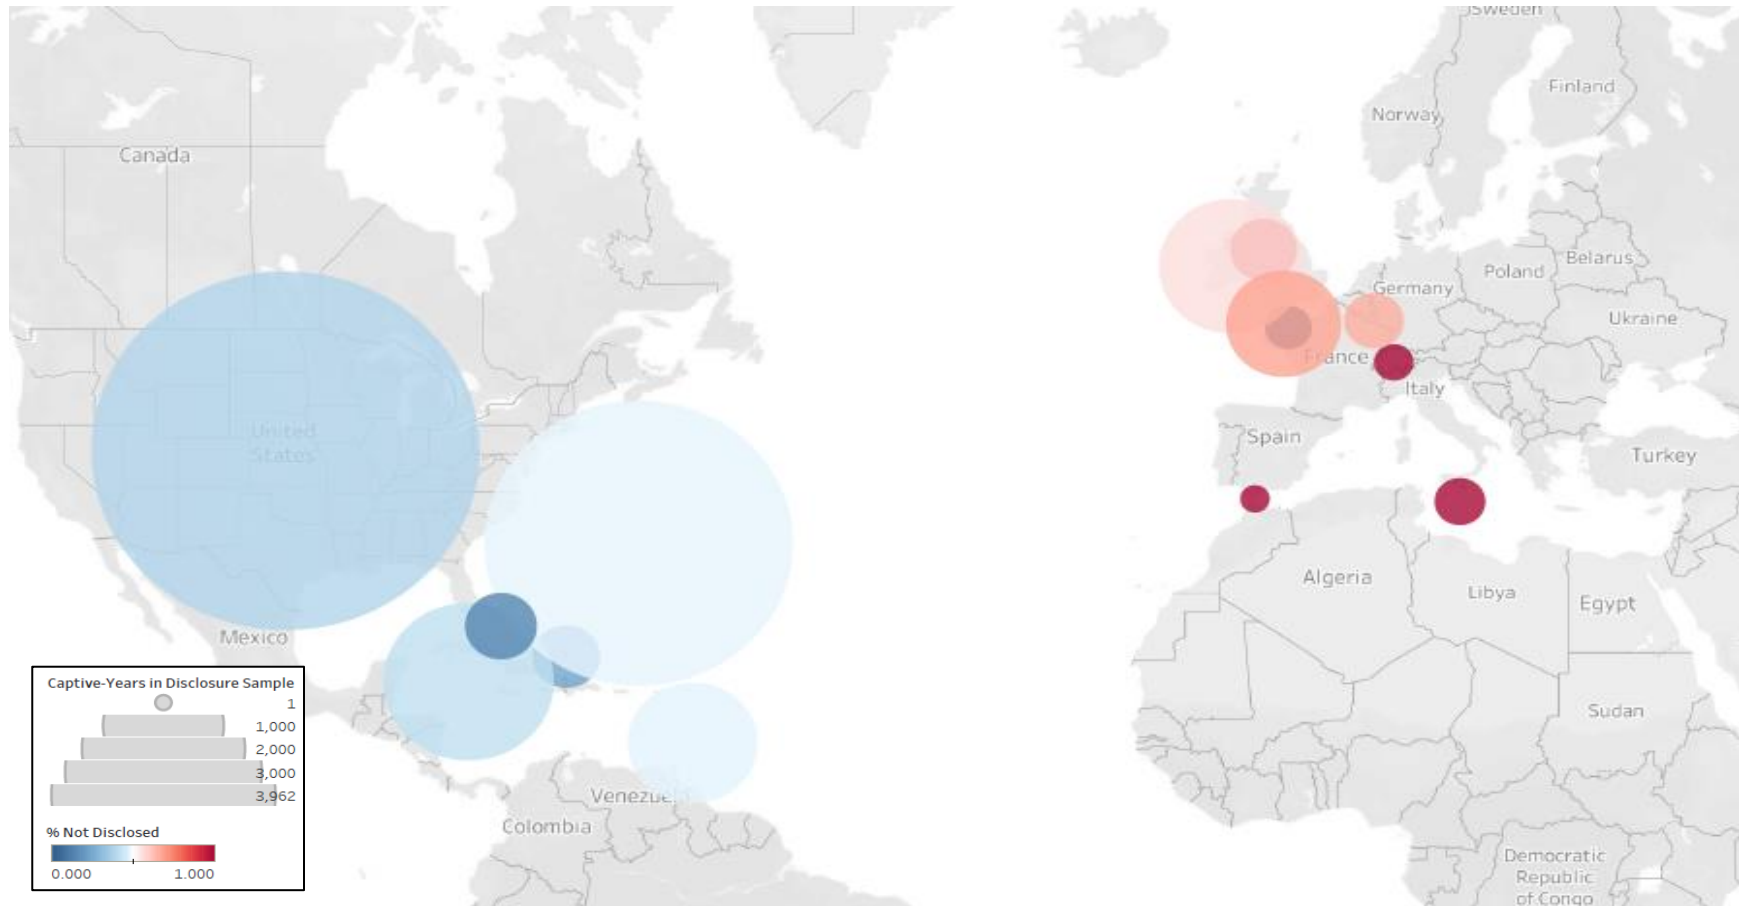 Sweden
Finland
Norway
Canada
Belarus
Poland
Germany
Ukraine
France
Italy
United
States
Spain
Turkey
Algeria
Libya
Egypt
Mexico
Sudan
Colombia
Democratic
Republic
of Congo
Captive-Years in Disclosure Sample
1
1,000
2,000
3,000
3,962
% Not Disclosed
0.000 1.000